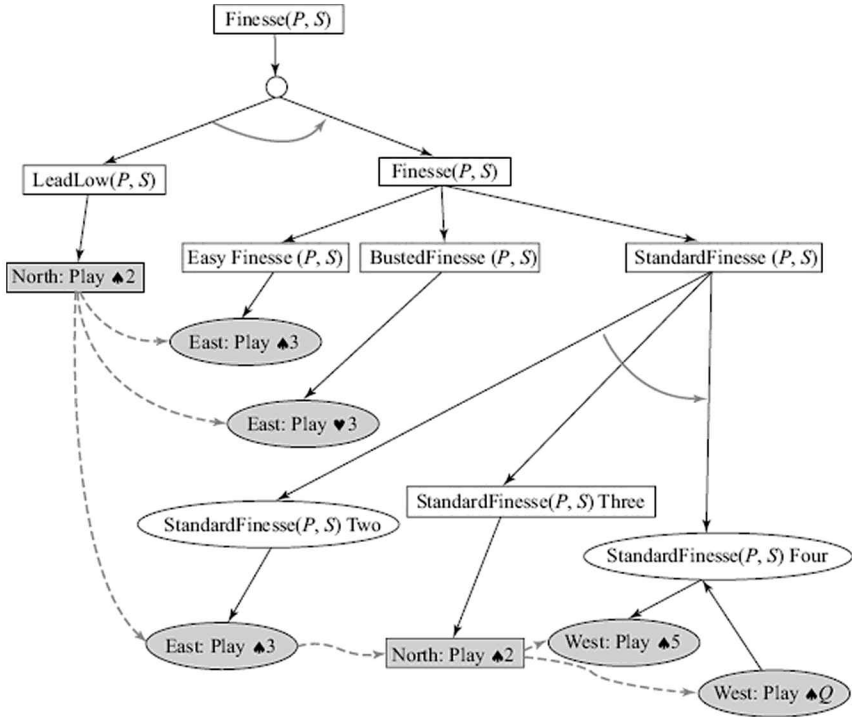 Finesse(P, S)
LeadLow(P, S)
Finesse(P, S)
Easy Finesse (P, S)
BustedFinesse (P, S)
StandardFinesse (P, S)
North: Play ♠2
East: Play ♠3
East: Play ♥3
StandardFinesse(P, S) Two
StandardFinesse(P, S) Three
StandardFinesse(P, S) Four
East: Play ♠3
North: Play ♠2
West: Play ♠5
West: Play ♠Q